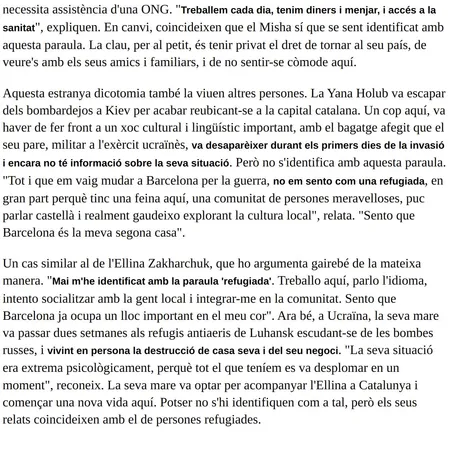 necessita assistència d'una ONG. "Treballem cada dia, tenim diners i menjar, i accés a la
sanitat", expliquen. En canvi, coincideixen que el Misha sí que se sent identificat amb
aquesta paraula. La clau, per al petit, és tenir privat el dret de tornar al seu país, de
veure's amb els seus amics i familiars, i de no sentir-se còmode aquí.
Aquesta estranya dicotomia també la viuen altres persones. La Yana Holub va escapar
dels bombardejos a Kiev per acabar reubicant-se a la capital catalana. Un cop aquí, va
haver de fer front a un xoc cultural i lingüístic important, amb el bagatge afegit que el
seu pare, militar a l'exèrcit ucraïnès, va desaparèixer durant els primers dies de la invasió
i encara no té informació sobre la seva situació. Però no s'identifica amb aquesta paraula.
"Tot i que em vaig mudar a Barcelona per la guerra, no em sento com una refugiada, en
gran part perquè tinc una feina aquí, una comunitat de persones meravelloses, puc
parlar castellà i realment gaudeixo explorant la cultura local", relata. "Sento que
Barcelona és la meva segona casa".
Un cas similar al de l'Ellina Zakharchuk, que ho argumenta gairebé de la mateixa
manera. "Mai m'he identificat amb la paraula 'refugiada'. Treballo aquí, parlo l'idioma,
intento socialitzar amb la gent local i integrar-me en la comunitat. Sento que
Barcelona ja ocupa un lloc important en el meu cor". Ara bé, a Ucraïna, la seva mare
va passar dues setmanes als refugis antiaeris de Luhansk escudant-se de les bombes
russes, i vivint en persona la destrucció de casa seva i del seu negoci. "La seva situació
era extrema psicològicament, perquè tot el que teníem es va desplomar en un
moment", reconeix. La seva mare va optar per acompanyar l'Ellina a Catalunya i
començar una nova vida aquí. Potser no s'hi identifiquen com a tal, però els seus
relats coincideixen amb el de persones refugiades.